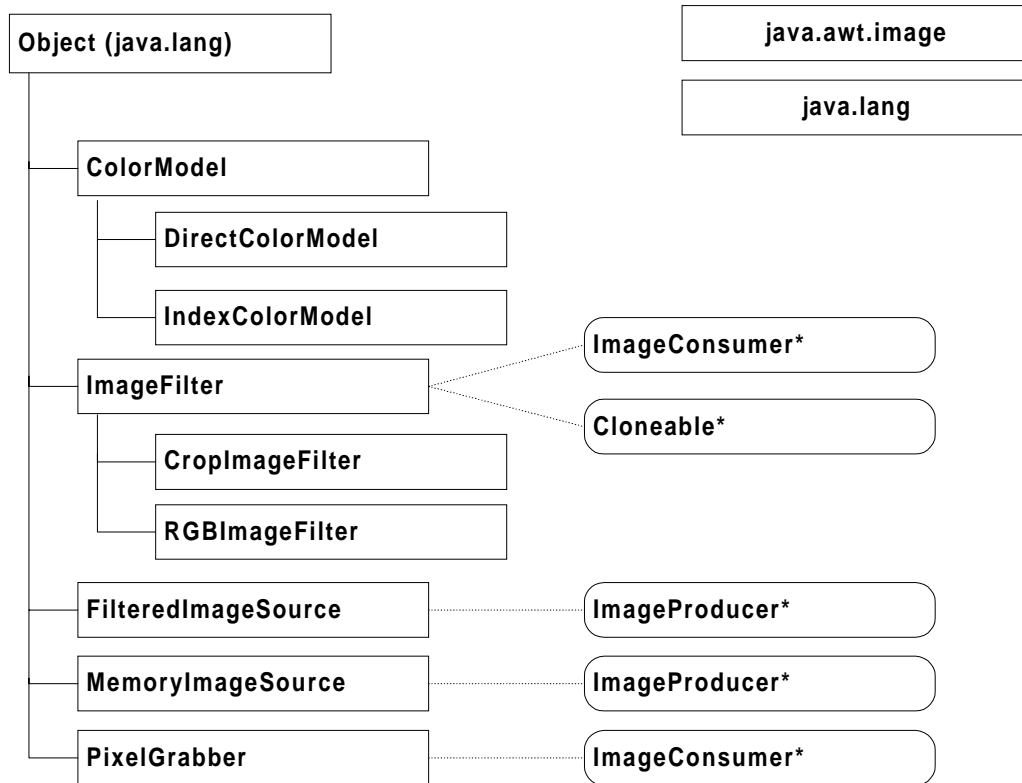 Object (java.lang)
java.awt.image
java.lang
ColorModel
DirectColorModel
IndexColorModel
ImageConsumer*
ImageFilter
Cloneable*
CropImageFilter
RGBImageFilter
FilteredImageSource
ImageProducer*
MemoryImageSource
ImageProducer*
PixelGrabber
ImageConsumer*